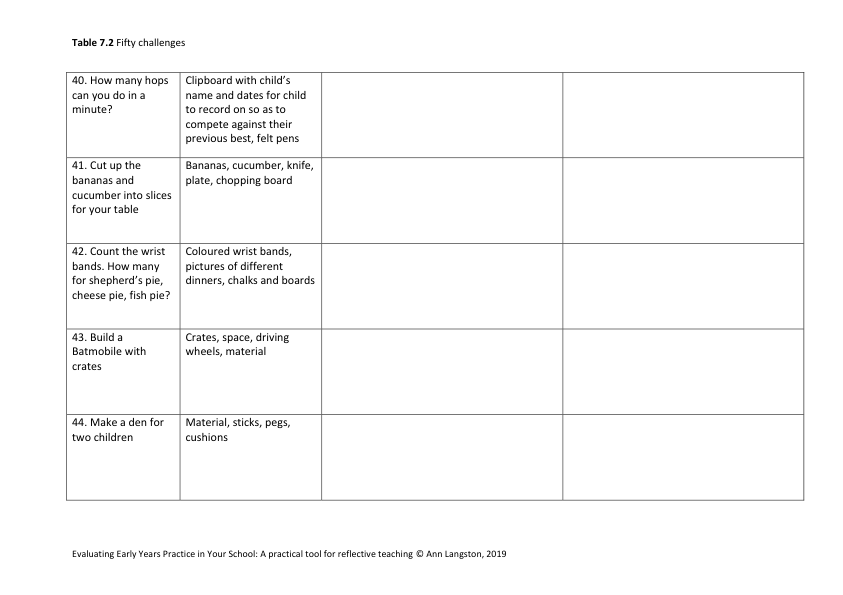 Table 7.2 Fifty challenges
40. How many hops
can you do in a
minute?
Clipboard with child’s
name and dates for child
to record on so as to
compete against their
previous best, felt pens
41. Cut up the
bananas and
cucumber into slices
for your table
Bananas, cucumber, knife,
plate, chopping board
42. Count the wrist
bands. How many
for shepherd’s pie,
cheese pie, fish pie?
Coloured wrist bands,
pictures of different
dinners, chalks and boards
43. Build a
Batmobile with
crates
Crates, space, driving
wheels, material
44. Make a den for
two children
Material, sticks, pegs,
cushions
Evaluating Early Years Practice in Your School: A practical tool for reflective teaching © Ann Langston, 2019